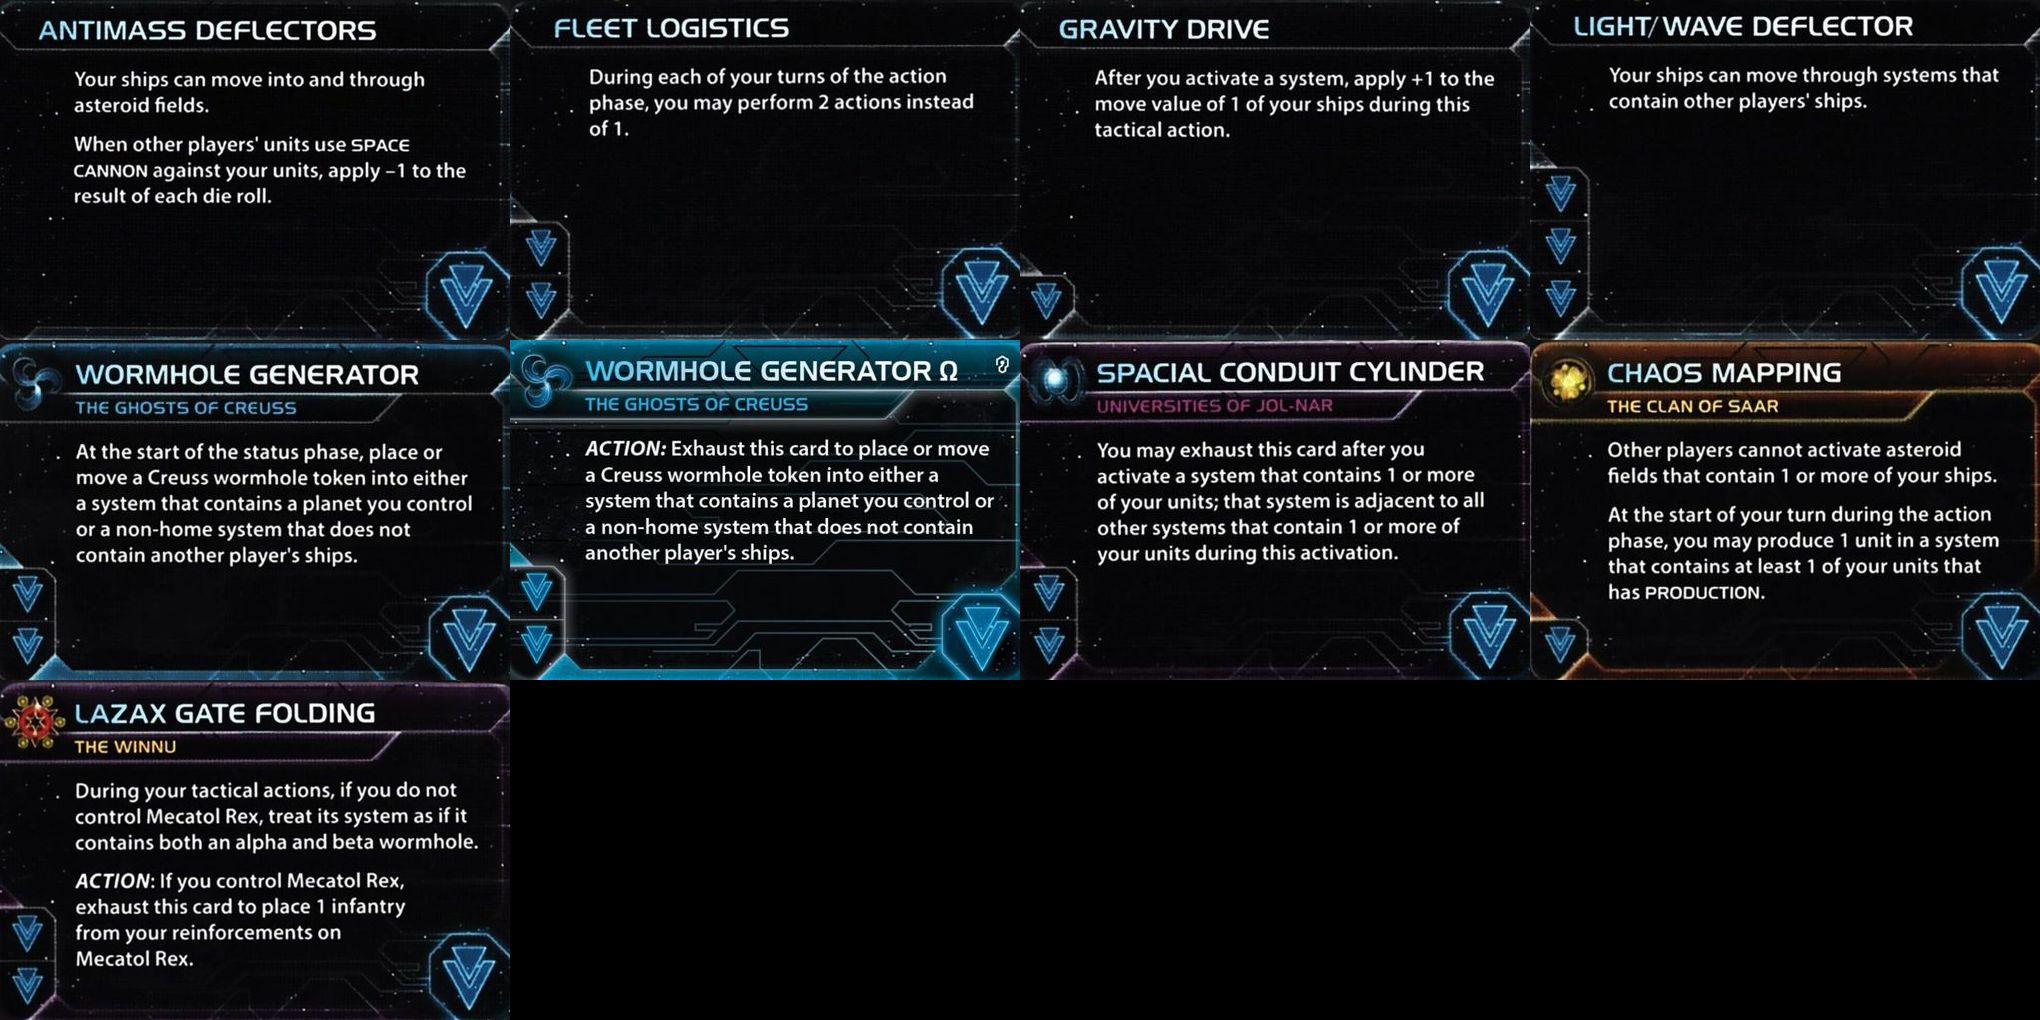 ANTIMASS DEFLECTORS
Your ships can move into and through
asteroid fields.
When other players' units use SPACE
CANNON against your units, apply –1 to the
result of each die roll.
FLEET LOGISTICS
During each of your turns of the action
phase, you may perform 2 actions instead
of 1.
GRAVITY DRIVE
After you activate a system, apply +1 to the
move value of 1 of your ships during this
tactical action.
LIGHT/WAVE DEFLECTOR
Your ships can move through systems that
contain other players' ships.
WORMHOLE GENERATOR
THE GHOSTS OF CREUSS
At the start of the status phase, place or
move a Creuss wormhole token into either
a system that contains a planet you control
or a non-home system that does not
contain another player's ships.
WORMHOLE GENERATOR Ω
THE GHOSTS OF CREUSS
ACTION: Exhaust this card to place or move
a Creuss wormhole token into either a
system that contains a planet you control or
a non-home system that does not contain
another player's ships.
SPACIAL CONDUIT CYLINDER
UNIVERSITIES OF JOL-NAR
You may exhaust this card after you
activate a system that contains 1 or more
of your units; that system is adjacent to all
other systems that contain 1 or more of
your units during this activation.
CHAOS MAPPING
THE CLAN OF SAAR
Other players cannot activate asteroid
fields that contain 1 or more of your ships.
At the start of your turn during the action
phase, you may produce 1 unit in a system
that contains at least 1 of your units that
has PRODUCTION.
LAZAX GATE FOLDING
THE WINNU
During your tactical actions, if you do not
control Mecatol Rex, treat its system as if it
contains both an alpha and beta wormhole.
ACTION: If you control Mecatol Rex,
exhaust this card to place 1 infantry
from your reinforcements on
Mecatol Rex.